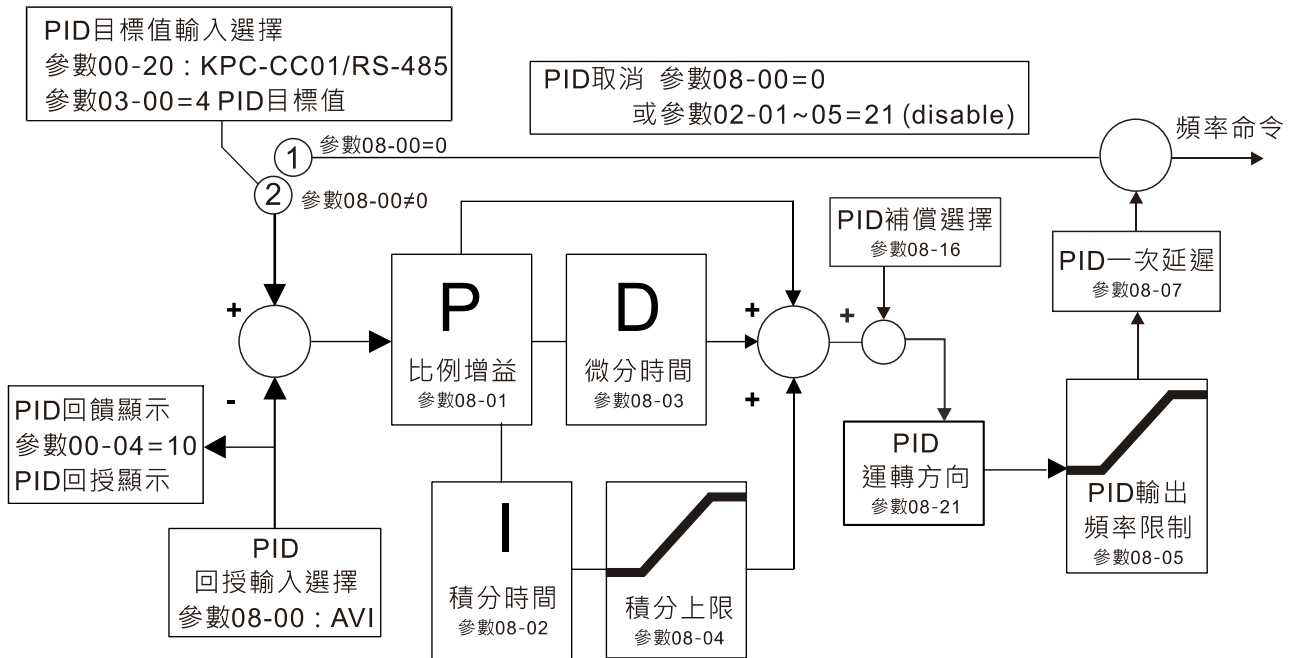 PID目標值輸入選擇
參數00-20：KPC-CC01/RS-485
參數03-00=4 PID目標值
PID取消 參數08-00=0
或參數02-01~05=21 (disable)
頻率命令
1
參數08-00=0
2
參數08-00≠0
PID補償選擇
參數08-16
PID一次延遲
參數08-07
+
P
比例增益
參數08-01
D
微分時間
參數08-03
+
+
+
-
PID回饋顯示
參數00-04=10
PID回授顯示
PID
運轉方向
參數08-21
PID輸出
頻率限制
參數08-05
PID
回授輸入選擇
參數08-00：AVI
I
積分時間
參數08-02
積分上限
參數08-04